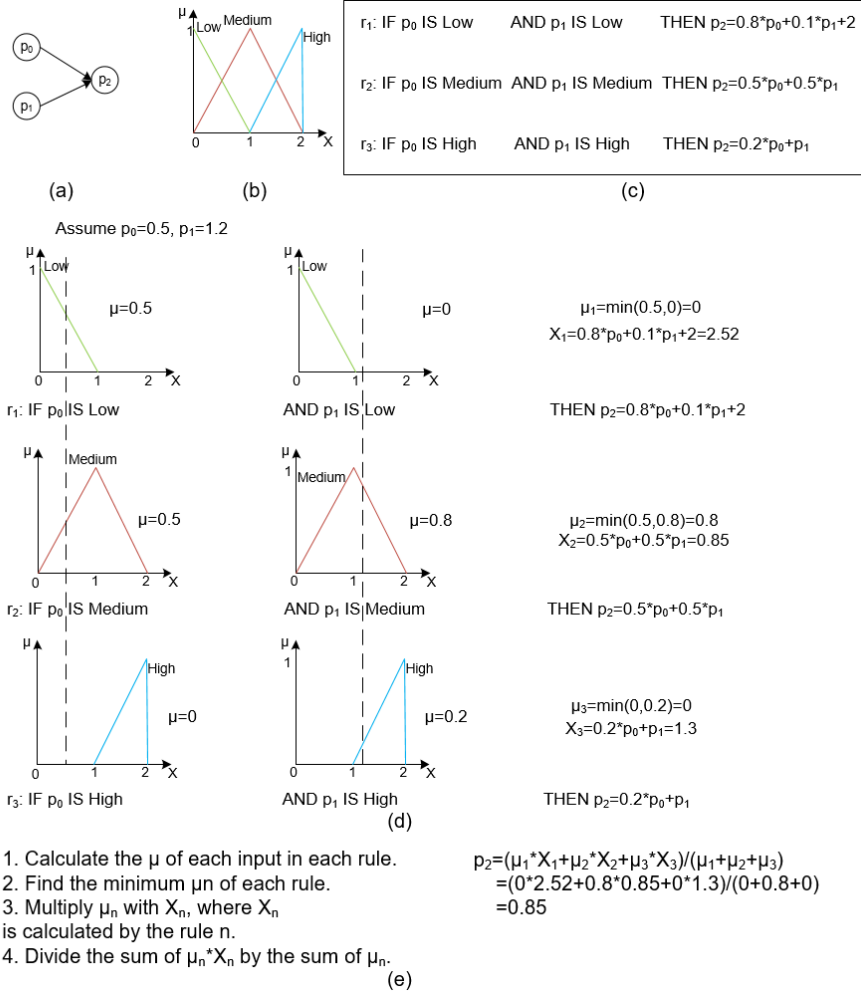 p₀
p₁
p₂
(a)
μ
1
Low
Medium
High
0
1
2
X
(b)
r₁: IF p₀ IS Low AND p₁ IS Low THEN p₂=0.8*p₀+0.1*p₁+2
r₂: IF p₀ IS Medium AND p₁ IS Medium THEN p₂=0.5*p₀+0.5*p₁
r₃: IF p₀ IS High AND p₁ IS High THEN p₂=0.2*p₀+p₁
(c)
Assume p₀=0.5, p₁=1.2
μ
1
Low
μ=0.5
0
1
2
X
r₁: IF p₀ IS Low
μ
1
Low
μ=0
0
1
2
X
AND p₁ IS Low
μ₁=min(0.5,0)=0
X₁=0.8*p₀+0.1*p₁+2=2.52
THEN p₂=0.8*p₀+0.1*p₁+2
μ
Medium
μ=0.5
0
1
2
X
r₂: IF p₀ IS Medium
μ
1
Medium
μ=0.8
0
1
2
X
AND p₁ IS Medium
μ₂=min(0.5,0.8)=0.8
X₂=0.5*p₀+0.5*p₁=0.85
THEN p₂=0.5*p₀+0.5*p₁
μ
High
μ=0
0
1
2
X
r₃: IF p₀ IS High
μ
1
High
μ=0.2
0
1
2
X
AND p₁ IS High
μ₃=min(0,0.2)=0
X₃=0.2*p₀+p₁=1.3
THEN p₂=0.2*p₀+p₁
(d)
1. Calculate the μ of each input in each rule.
2. Find the minimum μn of each rule.
3. Multiply μₙ with Xₙ, where Xₙ
is calculated by the rule n.
4. Divide the sum of μₙ*Xₙ by the sum of μₙ.
p₂=(μ₁*X₁+μ₂*X₂+μ₃*X₃)/(μ₁+μ₂+μ₃)
=(0*2.52+0.8*0.85+0*1.3)/(0+0.8+0)
=0.85
(e)